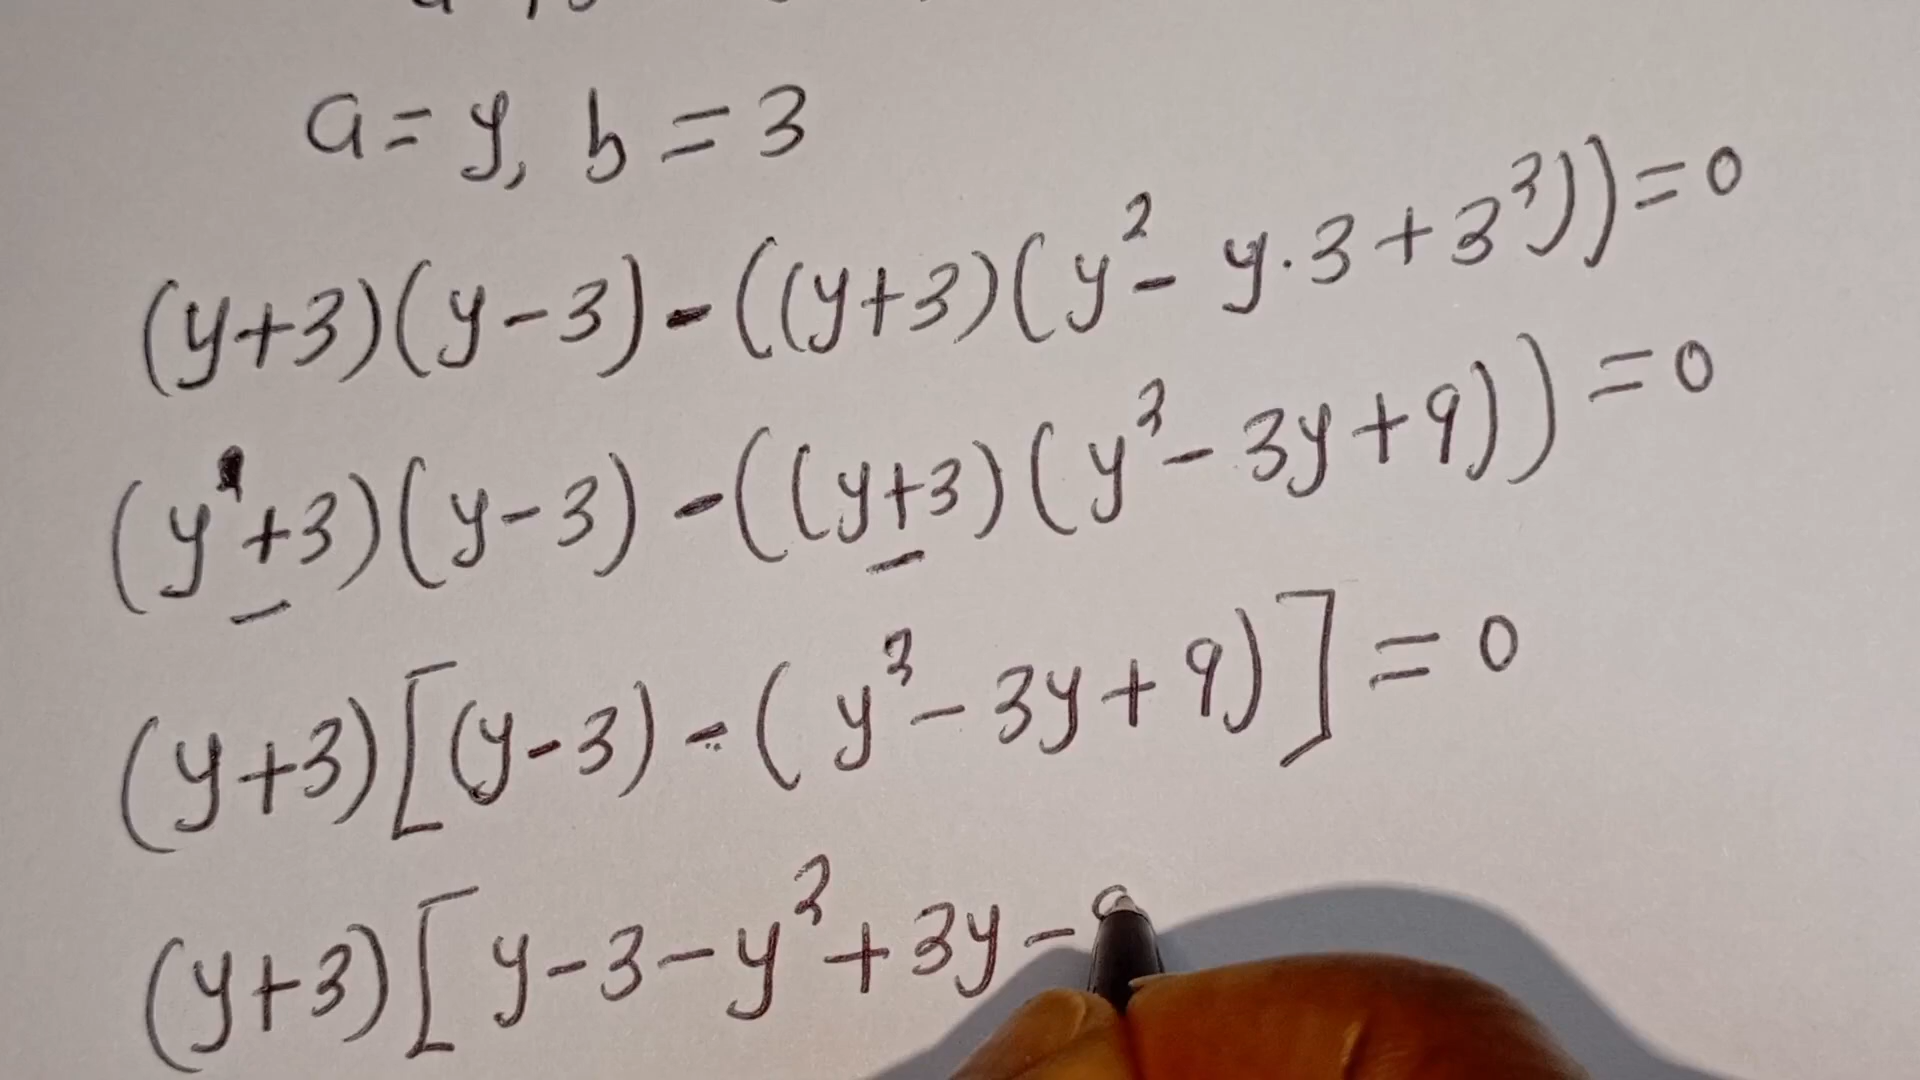 a = y, b = 3
(y+3)(y-3) - ((y+3)(y² - y·3 + 3²)) = 0
(y+3)(y-3) - ((y+3)(y² - 3y + 9)) = 0
(y+3)[(y-3) - (y² - 3y + 9)] = 0
(y+3)[y - 3 - y² + 3y -